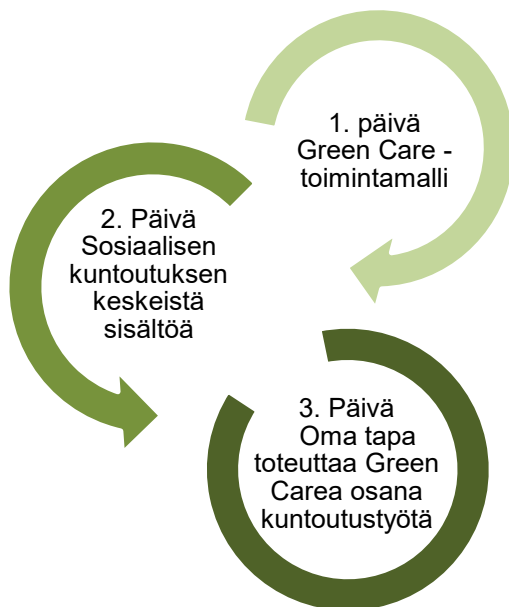 1. päivä
Green Care -
toimintamalli
2. Päivä
Sosiaalisen
kuntoutuksen
keskeistä
sisältöä
3. Päivä
Oma tapa
toteuttaa Green
Carea osana
kuntoutustyötä